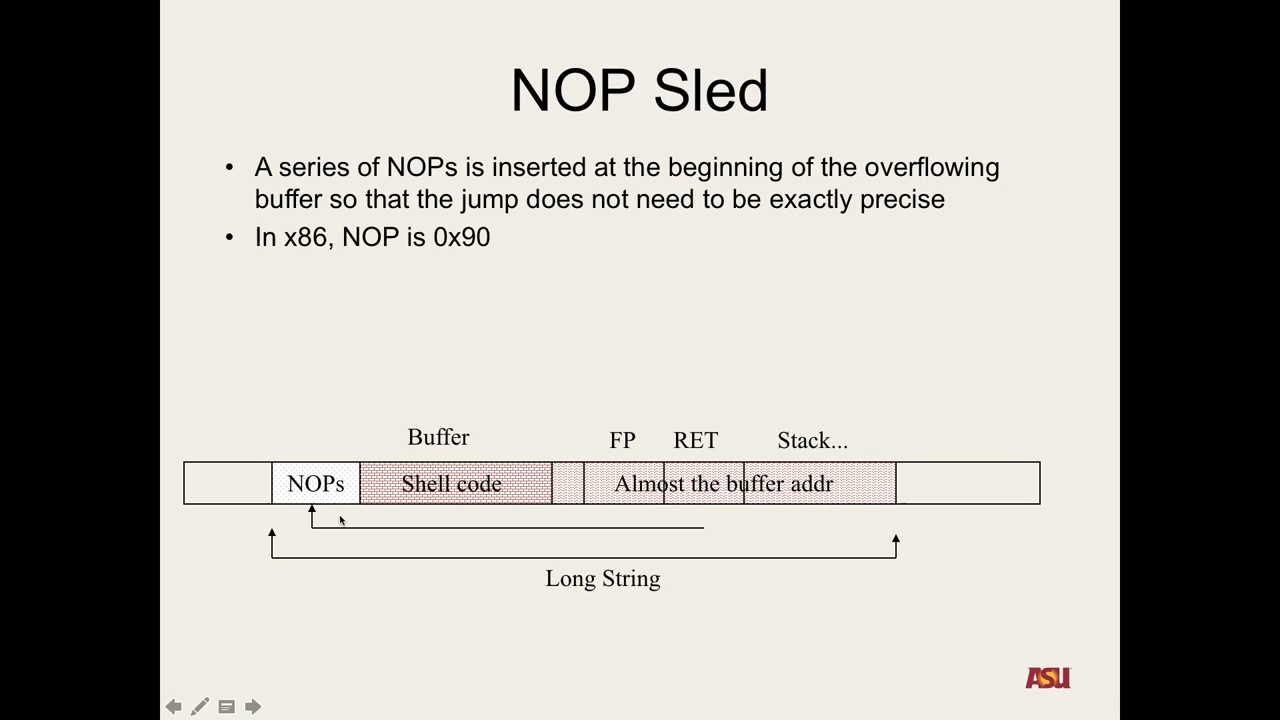 NOP Sled
• A series of NOPs is inserted at the beginning of the overflowing
buffer so that the jump does not need to be exactly precise
• In x86, NOP is 0x90
Buffer FP RET Stack...
NOPs Shell code Almost the buffer addr
Long String
ASU